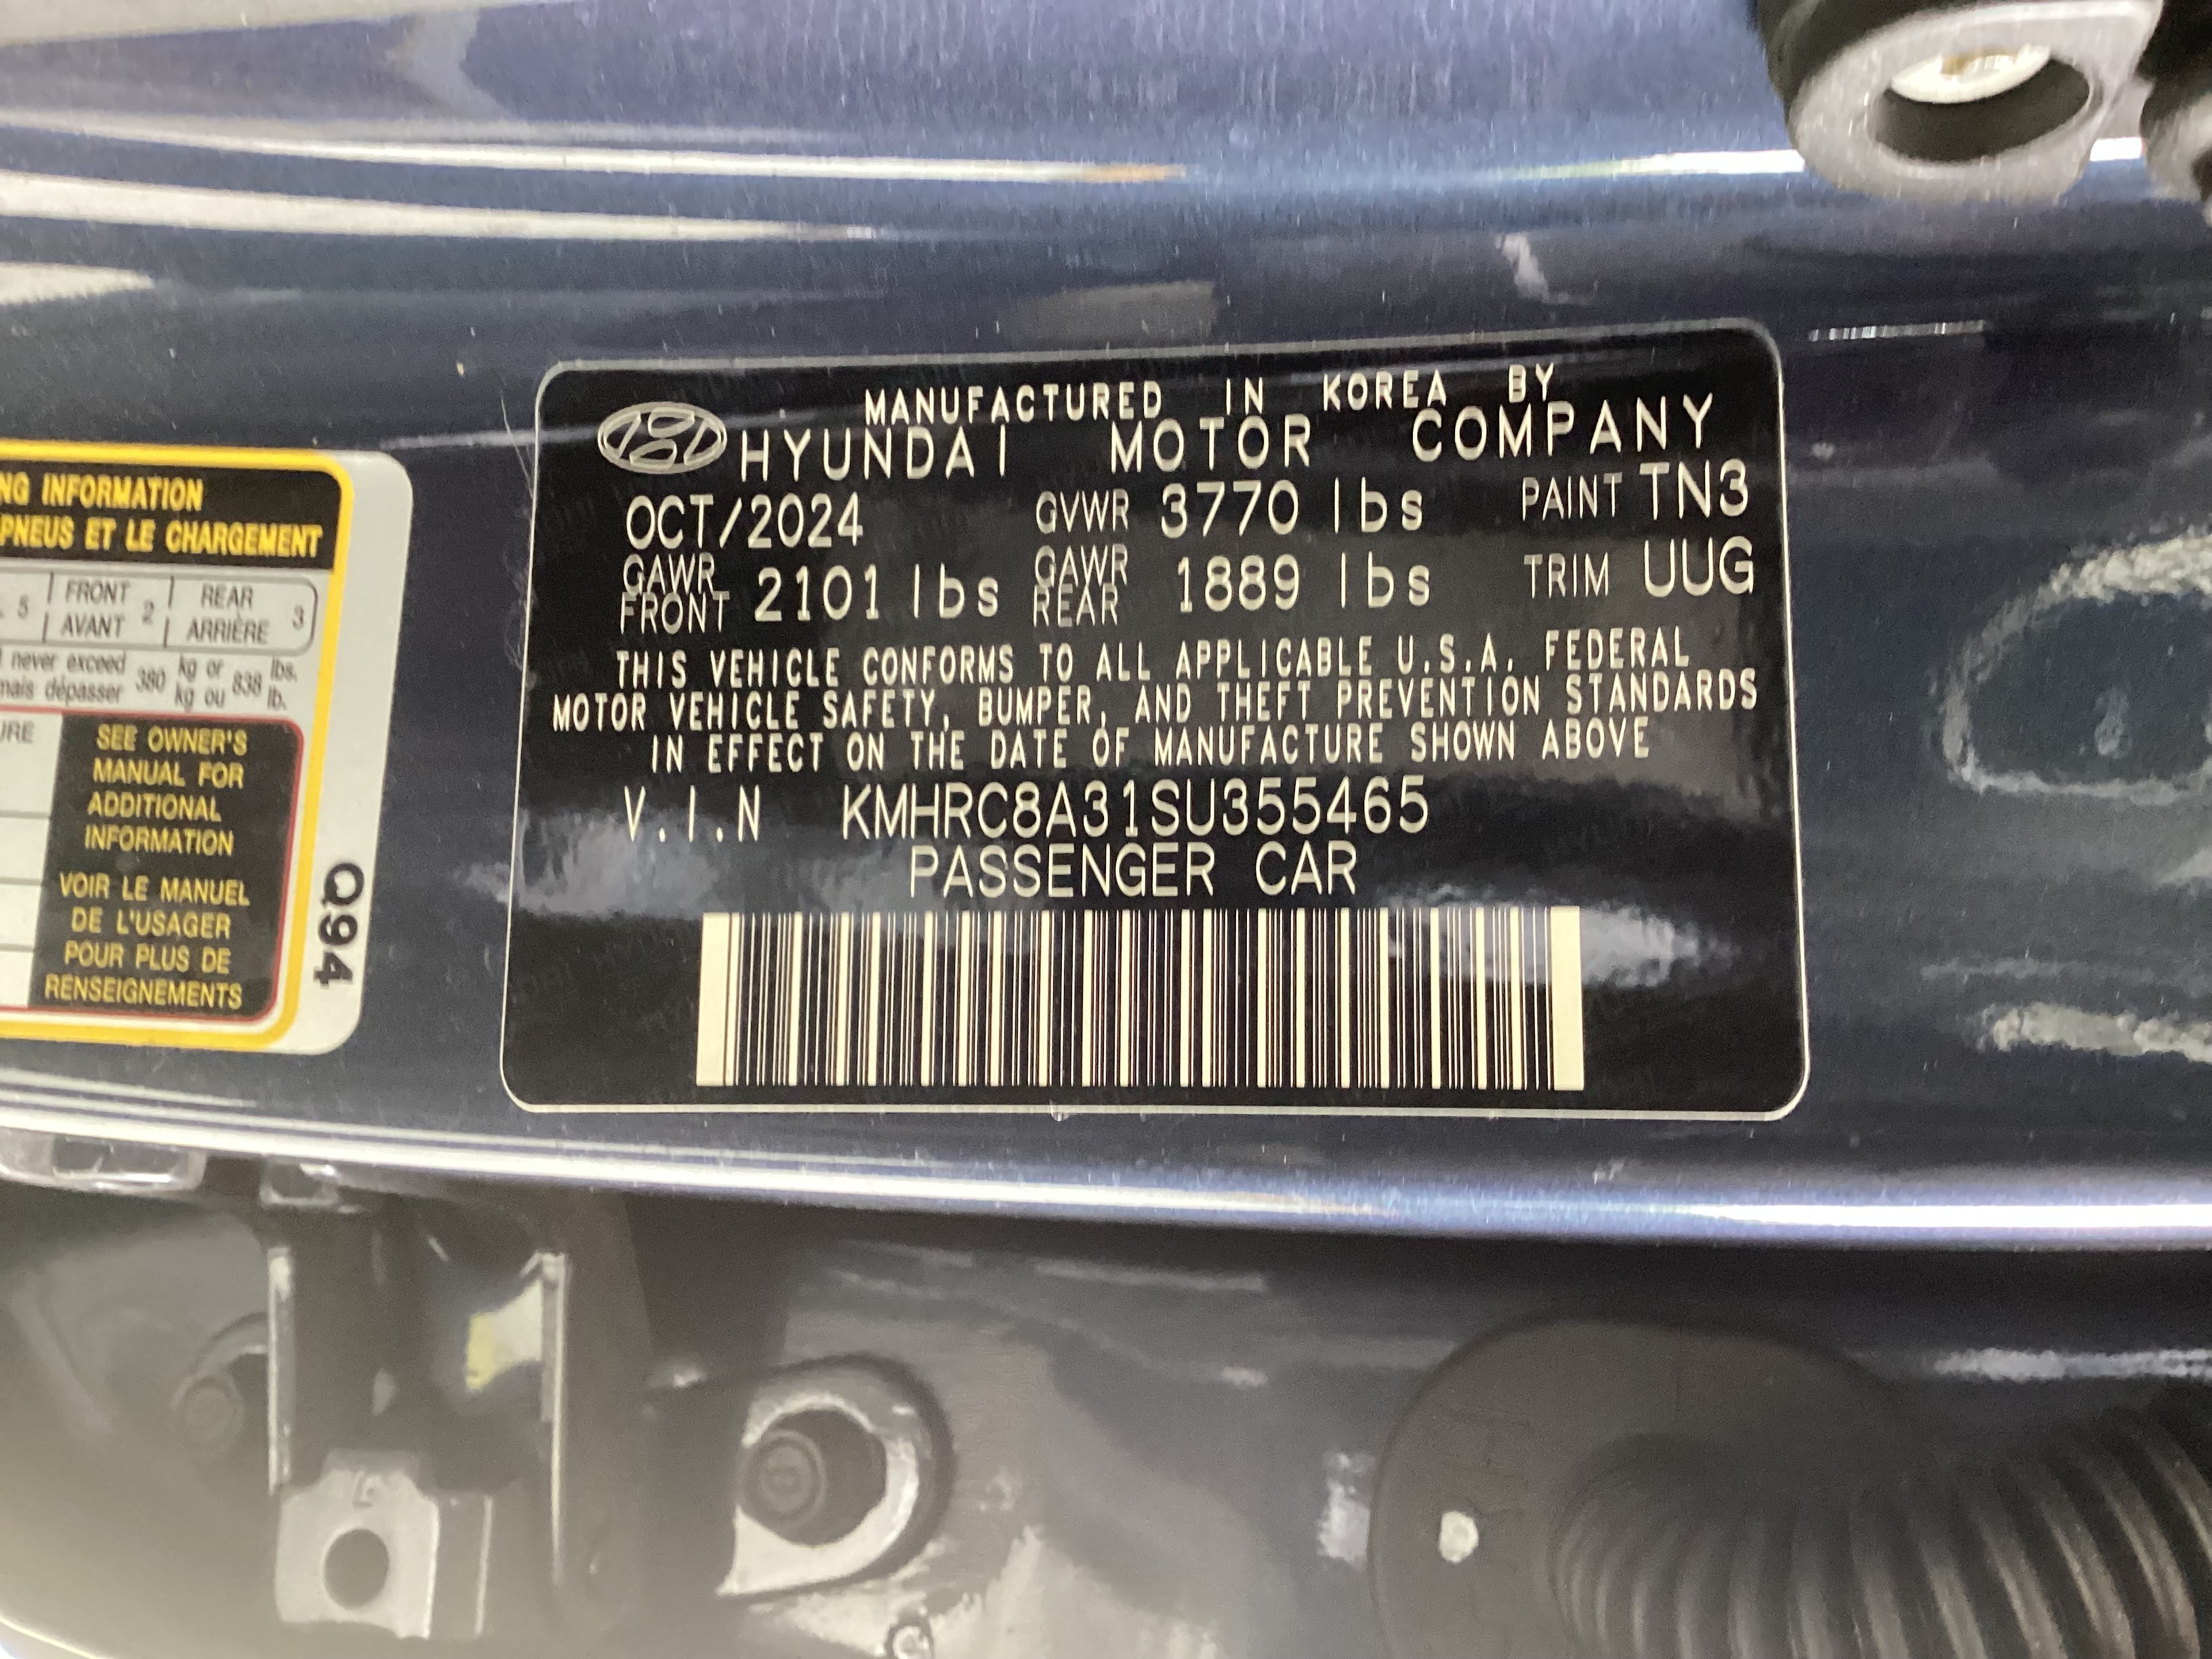 MANUFACTURED IN KOREA BY
HYUNDAI MOTOR COMPANY
OCT/2024 GVWR 3770 lbs PAINT TN3
GAWR FRONT 2101 lbs GAWR REAR 1889 lbs TRIM UUG
THIS VEHICLE CONFORMS TO ALL APPLICABLE U.S.A. FEDERAL
MOTOR VEHICLE SAFETY, BUMPER, AND THEFT PREVENTION STANDARDS
IN EFFECT ON THE DATE OF MANUFACTURE SHOWN ABOVE
V.I.N KMHRC8A31SU355465
PASSENGER CAR
INFORMATION
PNEUS ET LE CHARGEMENT
5 FRONT AVANT 2 REAR ARRIÈRE 3
never exceed 380 kg or 838 lbs.
dépasser kg ou lb.
SEE OWNER'S
MANUAL FOR
ADDITIONAL
INFORMATION
VOIR LE MANUEL
DE L'USAGER
POUR PLUS DE
RENSEIGNEMENTS
Q94